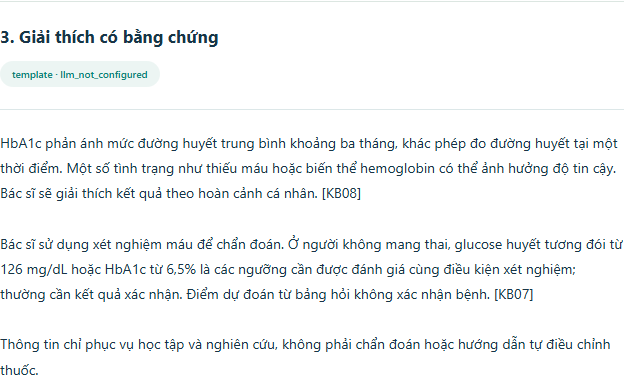 3. Giải thích có bằng chứng
template · llm_not_configured
HbA1c phản ánh mức đường huyết trung bình khoảng ba tháng, khác phép đo đường huyết tại một
thời điểm. Một số tình trạng như thiếu máu hoặc biến thể hemoglobin có thể ảnh hưởng độ tin cậy.
Bác sĩ sẽ giải thích kết quả theo hoàn cảnh cá nhân. [KB08]
Bác sĩ sử dụng xét nghiệm máu để chẩn đoán. Ở người không mang thai, glucose huyết tương đói từ
126 mg/dL hoặc HbA1c từ 6,5% là các ngưỡng cần được đánh giá cùng điều kiện xét nghiệm;
thường cần kết quả xác nhận. Điểm dự đoán từ bảng hỏi không xác nhận bệnh. [KB07]
Thông tin chỉ phục vụ học tập và nghiên cứu, không phải chẩn đoán hoặc hướng dẫn tự điều chỉnh
thuốc.